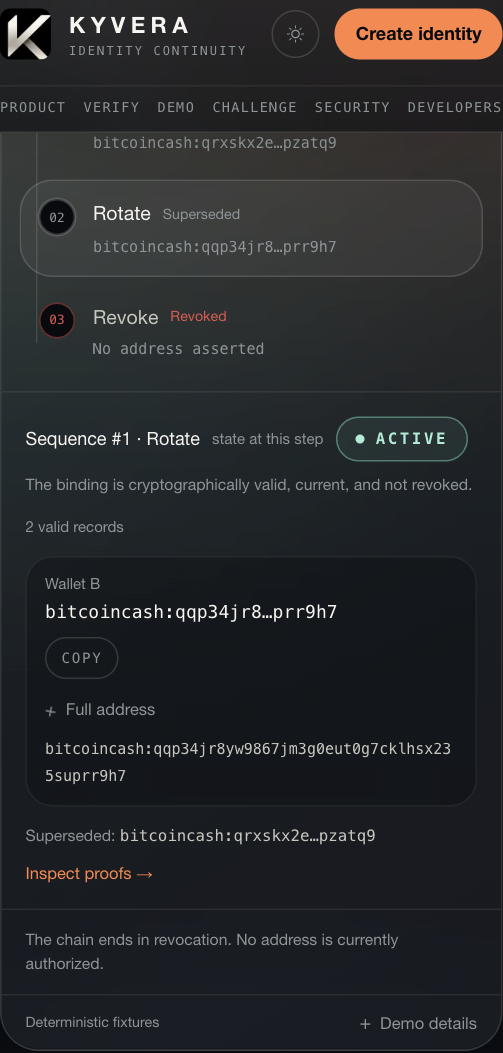 KYVERA
IDENTITY CONTINUITY
Create identity
PRODUCT VERIFY DEMO CHALLENGE SECURITY DEVELOPERS
bitcoincash:qrxskx2e…pzatq9
02 Rotate Superseded
bitcoincash:qqp34jr8…prr9h7
03 Revoke Revoked
No address asserted
Sequence #1 · Rotate state at this step ● ACTIVE
The binding is cryptographically valid, current, and not revoked.
2 valid records
Wallet B
bitcoincash:qqp34jr8…prr9h7
COPY
+ Full address
bitcoincash:qqp34jr8yw9867jm3g0eut0g7cklhsx23
5suprr9h7
Superseded: bitcoincash:qrxskx2e…pzatq9
Inspect proofs →
The chain ends in revocation. No address is currently
authorized.
Deterministic fixtures + Demo details